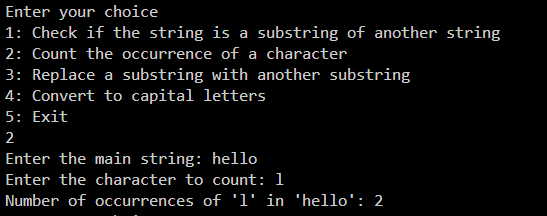 Enter your choice
1: Check if the string is a substring of another string
2: Count the occurrence of a character
3: Replace a substring with another substring
4: Convert to capital letters
5: Exit
2
Enter the main string: hello
Enter the character to count: l
Number of occurrences of 'l' in 'hello': 2